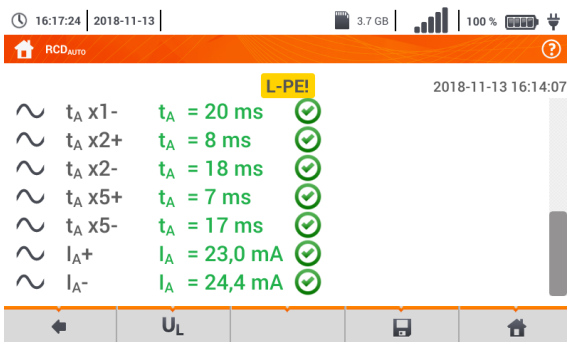 16:17:24 2018-11-13 3.7 GB 100 %
RCDAUTO ?
L-PE! 2018-11-13 16:14:07
tA x1- tA = 20 ms
tA x2+ tA = 8 ms
tA x2- tA = 18 ms
tA x5+ tA = 7 ms
tA x5- tA = 17 ms
IA+ IA = 23,0 mA
IA- IA = 24,4 mA
UL